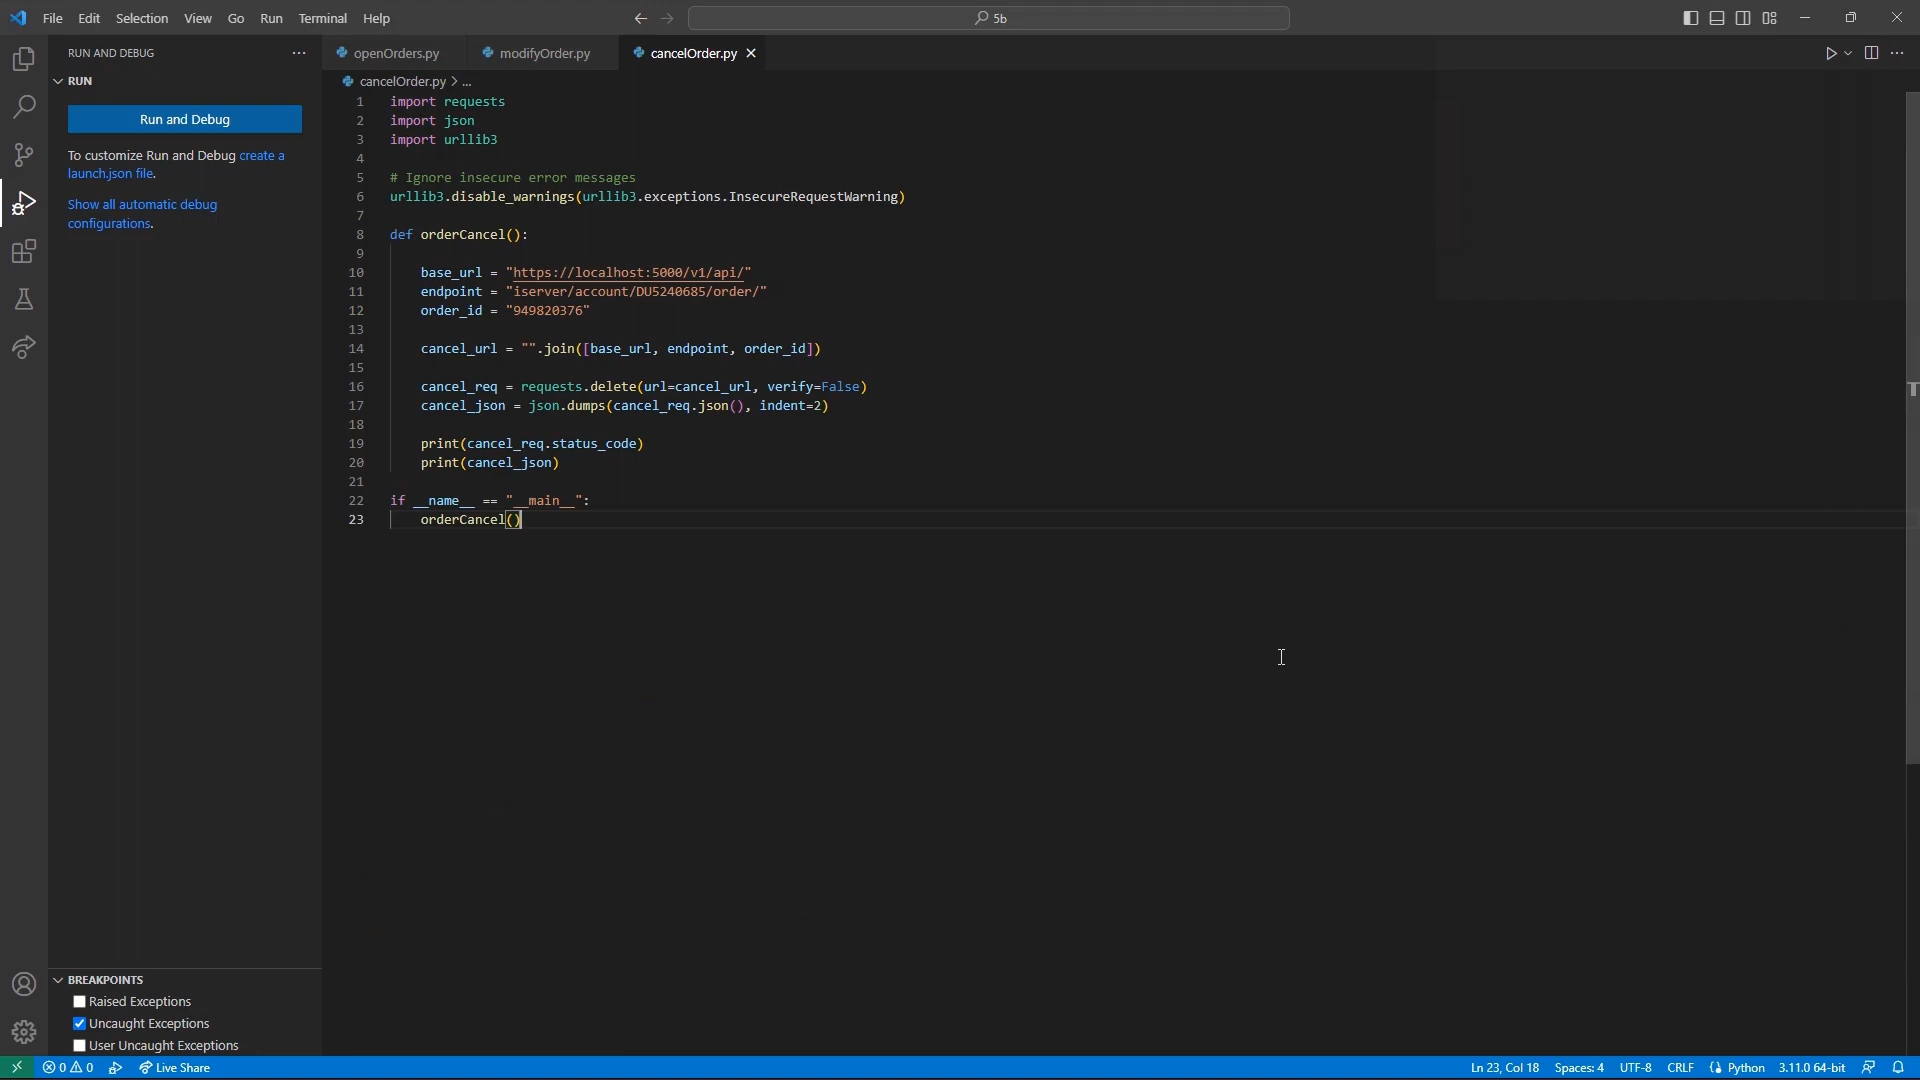 File Edit Selection View Go Run Terminal Help
5b
RUN AND DEBUG
openOrders.py
modifyOrder.py
cancelOrder.py
RUN
cancelOrder.py > ...
Run and Debug
To customize Run and Debug create a
launch.json file.
Show all automatic debug
configurations.
1 import requests
2 import json
3 import urllib3
4
5 # Ignore insecure error messages
6 urllib3.disable_warnings(urllib3.exceptions.InsecureRequestWarning)
7
8 def orderCancel():
9
10 base_url = "https://localhost:5000/v1/api/"
11 endpoint = "iserver/account/DU5240685/order/"
12 order_id = "949820376"
13
14 cancel_url = "".join([base_url, endpoint, order_id])
15
16 cancel_req = requests.delete(url=cancel_url, verify=False)
17 cancel_json = json.dumps(cancel_req.json(), indent=2)
18
19 print(cancel_req.status_code)
20 print(cancel_json)
21
22 if __name__ == "__main__":
23 orderCancel()
BREAKPOINTS
Raised Exceptions
Uncaught Exceptions
User Uncaught Exceptions
0 0 Live Share Ln 23, Col 18 Spaces: 4 UTF-8 CRLF Python 3.11.0 64-bit